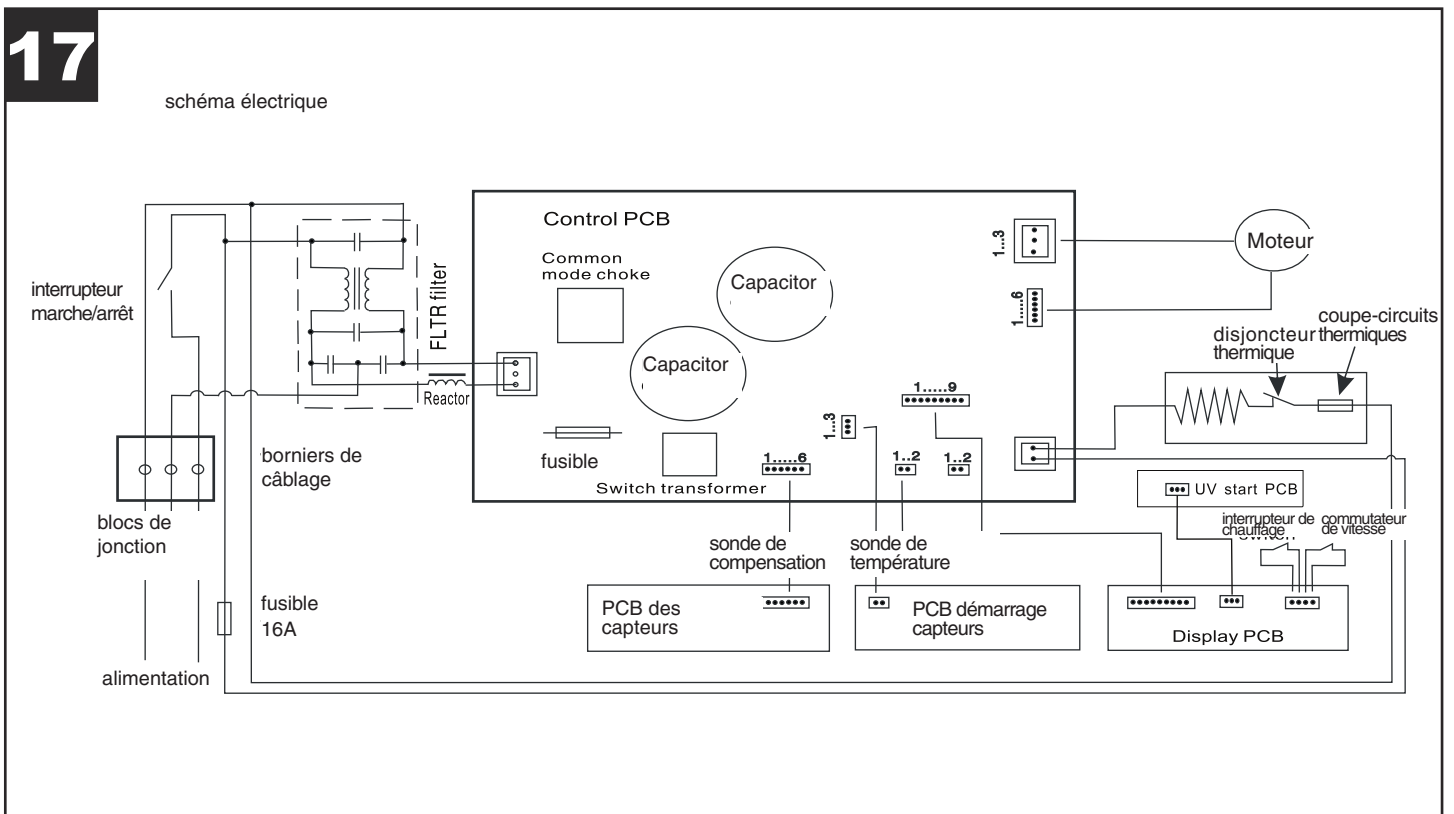 17
schéma électrique
Control PCB
Common
mode choke
Capacitor
Capacitor
1...3
Moteur
1.....6
interrupteur
marche/arrêt
FLTR filter
Reactor
coupe-circuits
thermiques
disjoncteur
thermique
1.....9
1...3
fusible
Switch transformer
1.....6
1..2
1..2
borniers de
câblage
blocs de
jonction
UV start PCB
interrupteur de
chauffage
commutateur
de vitesse
sonde de
compensation
sonde de
température
fusible
16A
PCB des
capteurs
PCB démarrage
capteurs
Display PCB
alimentation